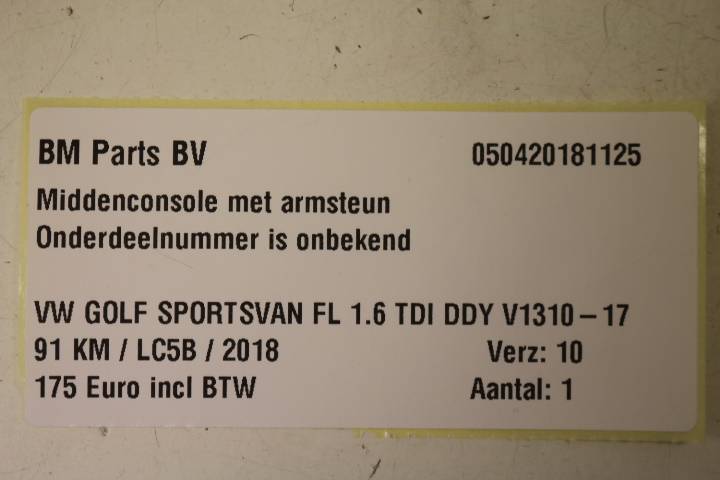 BM Parts BV 050420181125
Middenconsole met armsteun
Onderdeelnummer is onbekend
VW GOLF SPORTSVAN FL 1.6 TDI DDY V1310-17
91 KM / LC5B / 2018 Verz: 10
175 Euro incl BTW Aantal: 1